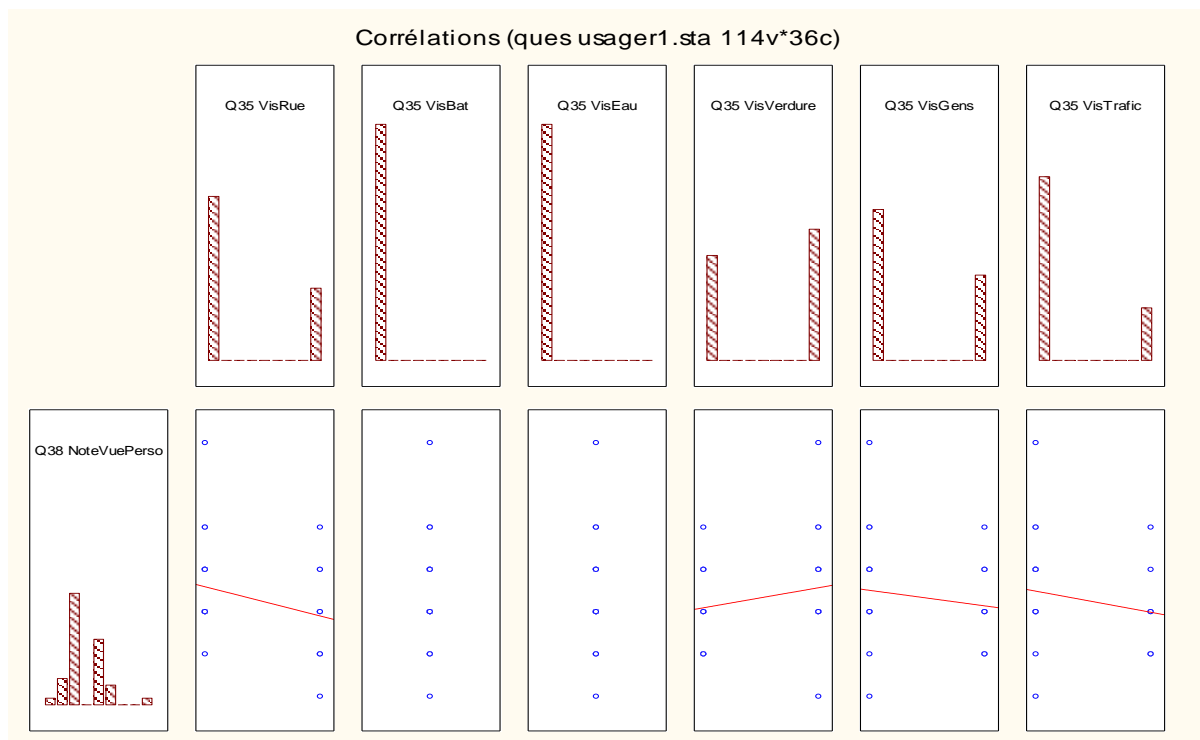 Corrélations (ques usager1.sta 114v*36c)
Q35 VisRue
Q35 VisBat
Q35 VisEau
Q35 VisVerdure
Q35 VisGens
Q35 VisTrafic
Q38 NoteVuePerso